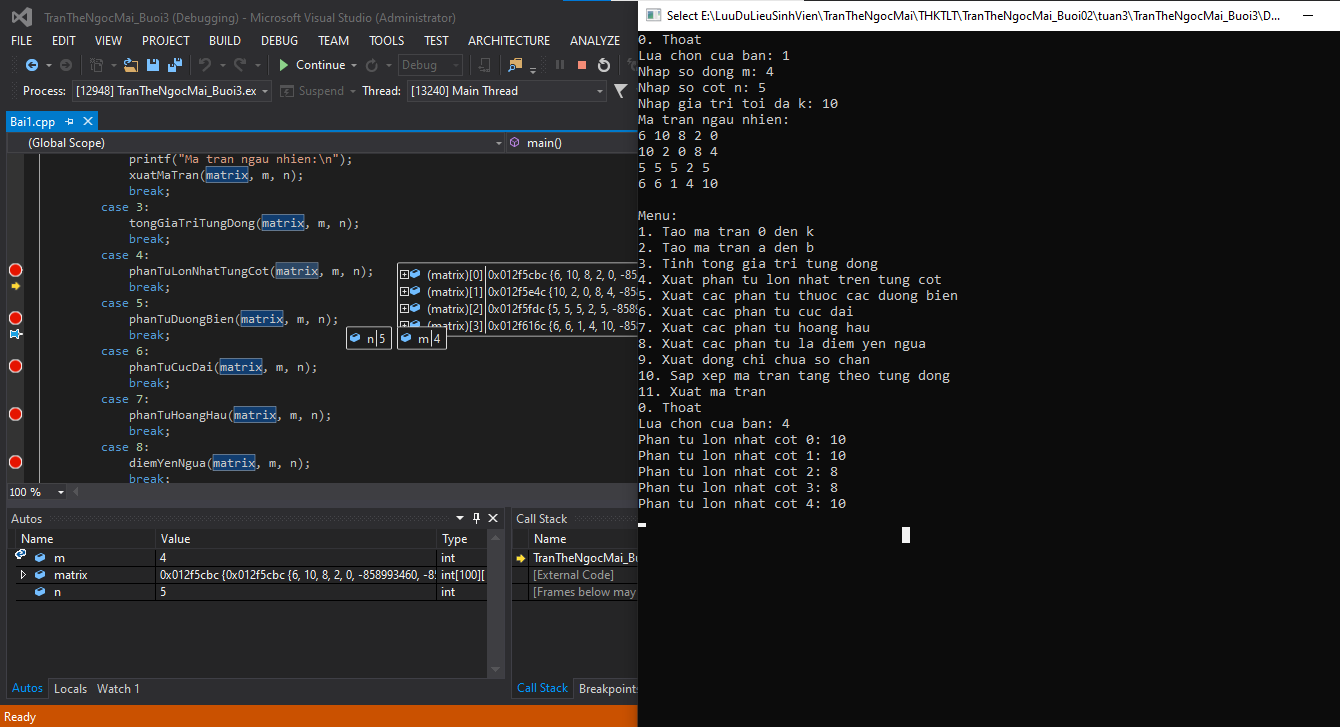 TranTheNgocMai_Buoi3 (Debugging) - Microsoft Visual Studio (Administrator)
FILE EDIT VIEW PROJECT BUILD DEBUG TEAM TOOLS TEST ARCHITECTURE ANALYZE
Continue Debug
Process: [12948] TranTheNgocMai_Buoi3.ex Suspend Thread: [13240] Main Thread
Bai1.cpp
(Global Scope) main()
printf("Ma tran ngau nhien:\n");
xuatMaTran(matrix, m, n);
break;
case 3:
tongGiaTriTungDong(matrix, m, n);
break;
case 4:
phanTuLonNhatTungCot(matrix, m, n);
break;
case 5:
phanTuDuongBien(matrix, m, n);
break;
case 6:
phanTuCucDai(matrix, m, n);
break;
case 7:
phanTuHoangHau(matrix, m, n);
break;
case 8:
diemYenNgua(matrix, m, n);
break;
(matrix)[0] 0x012f5cbc {6, 10, 8, 2, 0, -85
(matrix)[1] 0x012f5e4c {10, 2, 0, 8, 4, -858
(matrix)[2] 0x012f5fdc {5, 5, 5, 2, 5, -8589
(matrix)[3] 0x012f616c {6, 6, 1, 4, 10, -858
n 5
m 4
100 %
Autos
Name Value Type
m 4 int
matrix 0x012f5cbc {0x012f5cbc {6, 10, 8, 2, 0, -858993460, -8 int[100][
n 5 int
Autos Locals Watch 1
Call Stack
Name
TranTheNgocMai_Bu
[External Code]
[Frames below may
Call Stack Breakpoints
Ready
Select E:\LuuDuLieuSinhVien\TranTheNgocMai\THKTLT\TranTheNgocMai_Buoi02\tuan3\TranTheNgocMai_Buoi3\D...
0. Thoat
Lua chon cua ban: 1
Nhap so dong m: 4
Nhap so cot n: 5
Nhap gia tri toi da k: 10
Ma tran ngau nhien:
6 10 8 2 0
10 2 0 8 4
5 5 5 2 5
6 6 1 4 10
Menu:
1. Tao ma tran 0 den k
2. Tao ma tran a den b
3. Tinh tong gia tri tung dong
4. Xuat phan tu lon nhat tren tung cot
5. Xuat cac phan tu thuoc cac duong bien
6. Xuat cac phan tu cuc dai
7. Xuat cac phan tu hoang hau
8. Xuat cac phan tu la diem yen ngua
9. Xuat dong chi chua so chan
10. Sap xep ma tran tang theo tung dong
11. Xuat ma tran
0. Thoat
Lua chon cua ban: 4
Phan tu lon nhat cot 0: 10
Phan tu lon nhat cot 1: 10
Phan tu lon nhat cot 2: 8
Phan tu lon nhat cot 3: 8
Phan tu lon nhat cot 4: 10